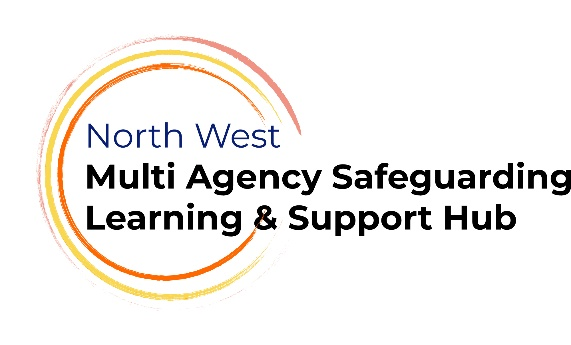 North West
Multi Agency Safeguarding
Learning & Support Hub